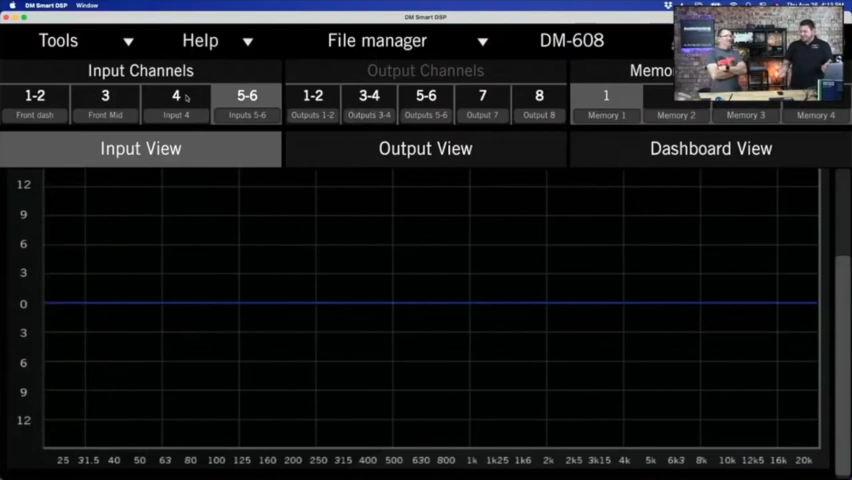 DM Smart DSP Window
DM Smart DSP
Tools Help File manager DM-608
Input Channels Output Channels
1-2 3 4 5-6 1-2 3-4 5-6 7 8 1
Front dash Front Mid Input 4 Inputs 5-6 Outputs 1-2 Outputs 3-4 Outputs 5-6 Output 7 Output 8 Memory 1 Memory 2 Memory 3 Memory 4
Input View Output View Dashboard View
12
9
6
3
0
3
6
9
12
25 31.5 40 50 63 80 100 125 160 200 250 315 400 500 630 800 1k 1k25 1k6 2k 2k5 3k15 4k 5k 6k3 8k 10k 12k5 16k 20k